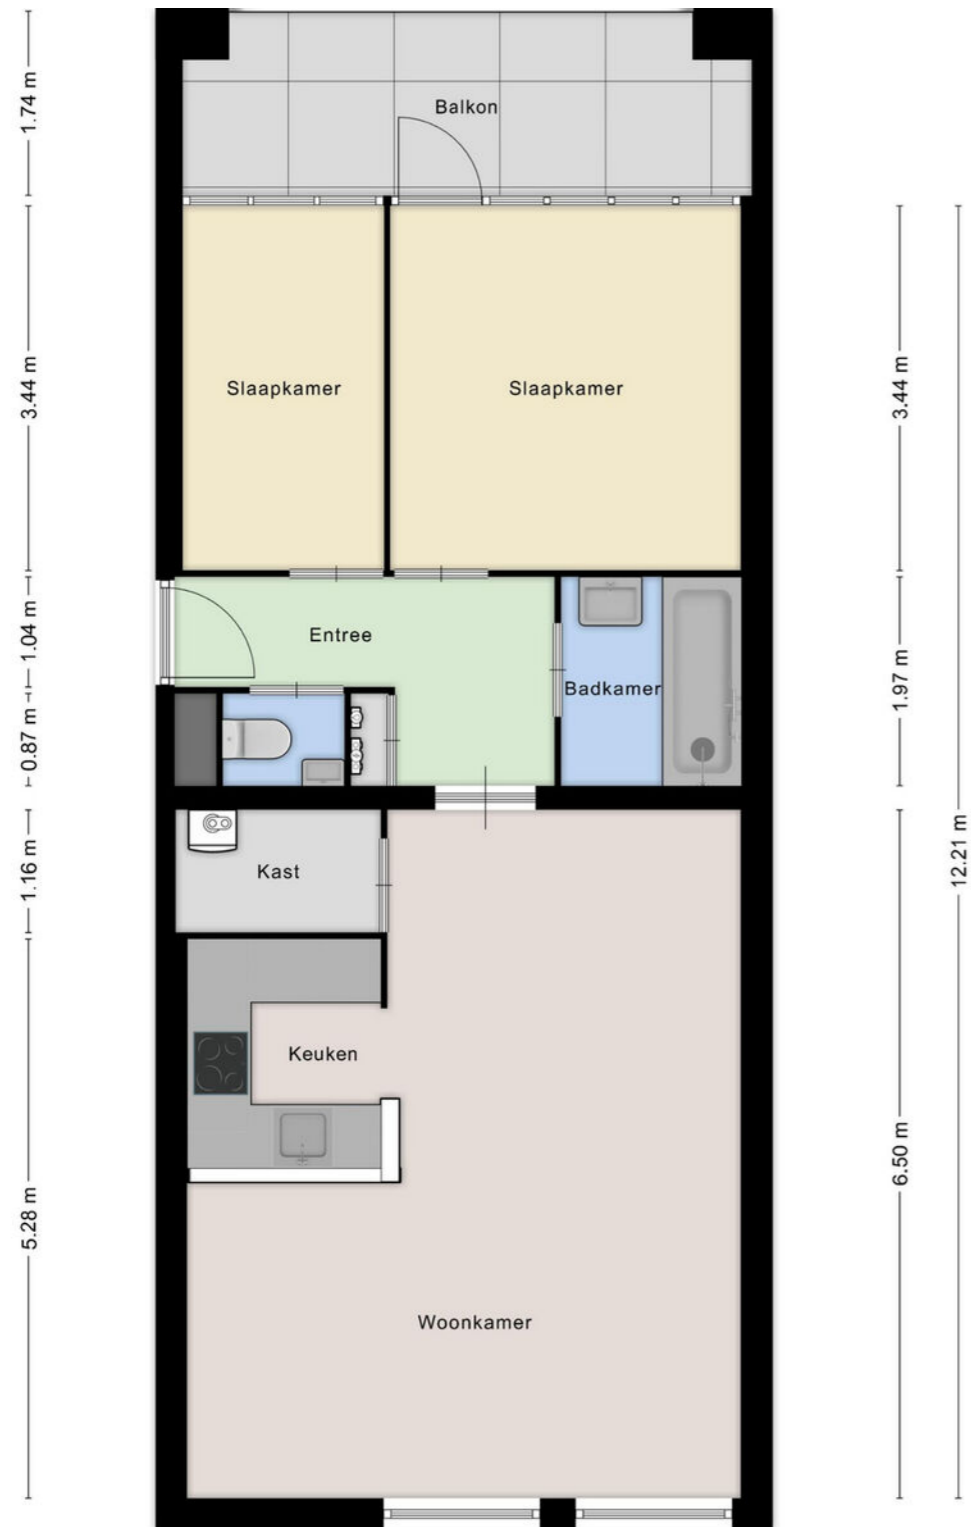 1.74 m
Balkon
3.44 m
Slaapkamer
Slaapkamer
3.44 m
1.04 m
Entree
0.87 m
Badkamer
1.97 m
1.16 m
Kast
12.21 m
Keuken
6.50 m
5.28 m
Woonkamer